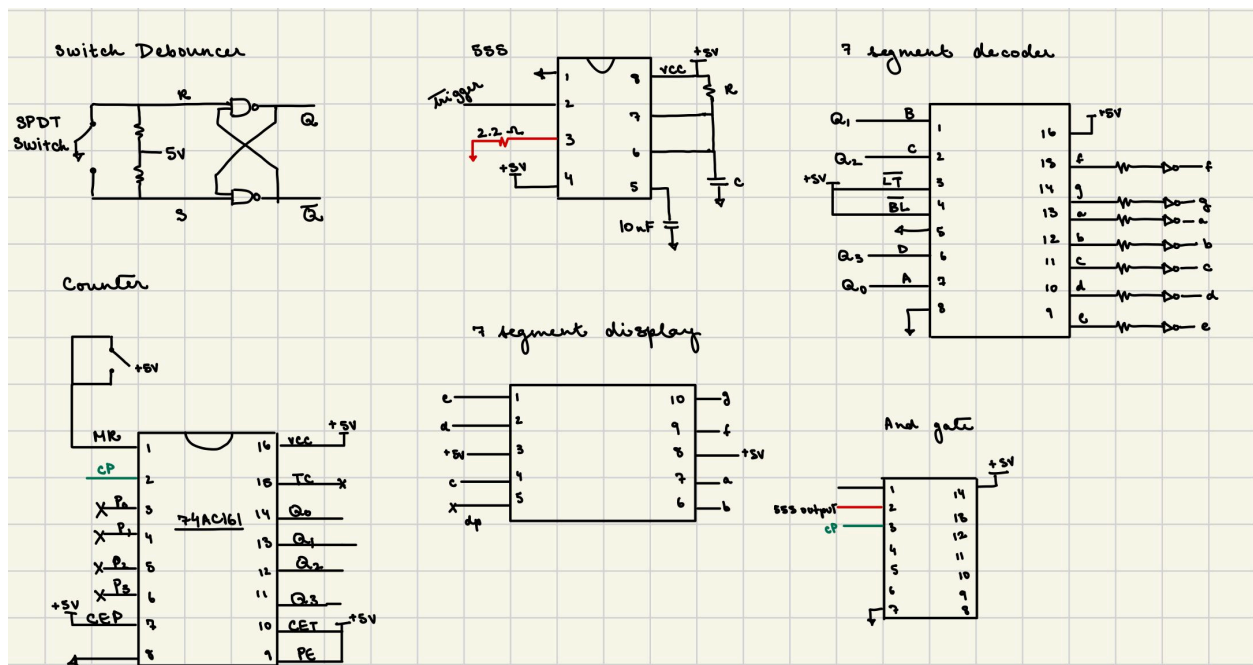 Switch Debouncer
R
Q
SPDT
Switch
5V
S
Q̅
555
+5V
VCC
Trigger
R
2.2 Ω
+5V
C
10nF
1
2
3
4
8
7
6
5
7 segment decoder
+5V
Q1 B 1
Q2 C 2
+5V L̅T̅ 3
B̅L̅ 4
5
Q3 D 6
Q0 A 7
8
16
15 f f
14 g g
13 a a
12 b b
11 c c
10 d d
9 e e
Counter
+5V
MR 1
CP 2
P0 3
P1 4
P2 5
P3 6
+5V CEP 7
8
74AC161
16 VCC +5V
15 TC
14 Q0
13 Q1
12 Q2
11 Q3
10 CET +5V
9 PE
7 segment display
e 1
d 2
+5V 3
c 4
dp 5
10 g
9 f
8 +5V
7 a
6 b
And gate
+5V
1
555 output 2
CP 3
4
5
6
7
14
13
12
11
10
9
8